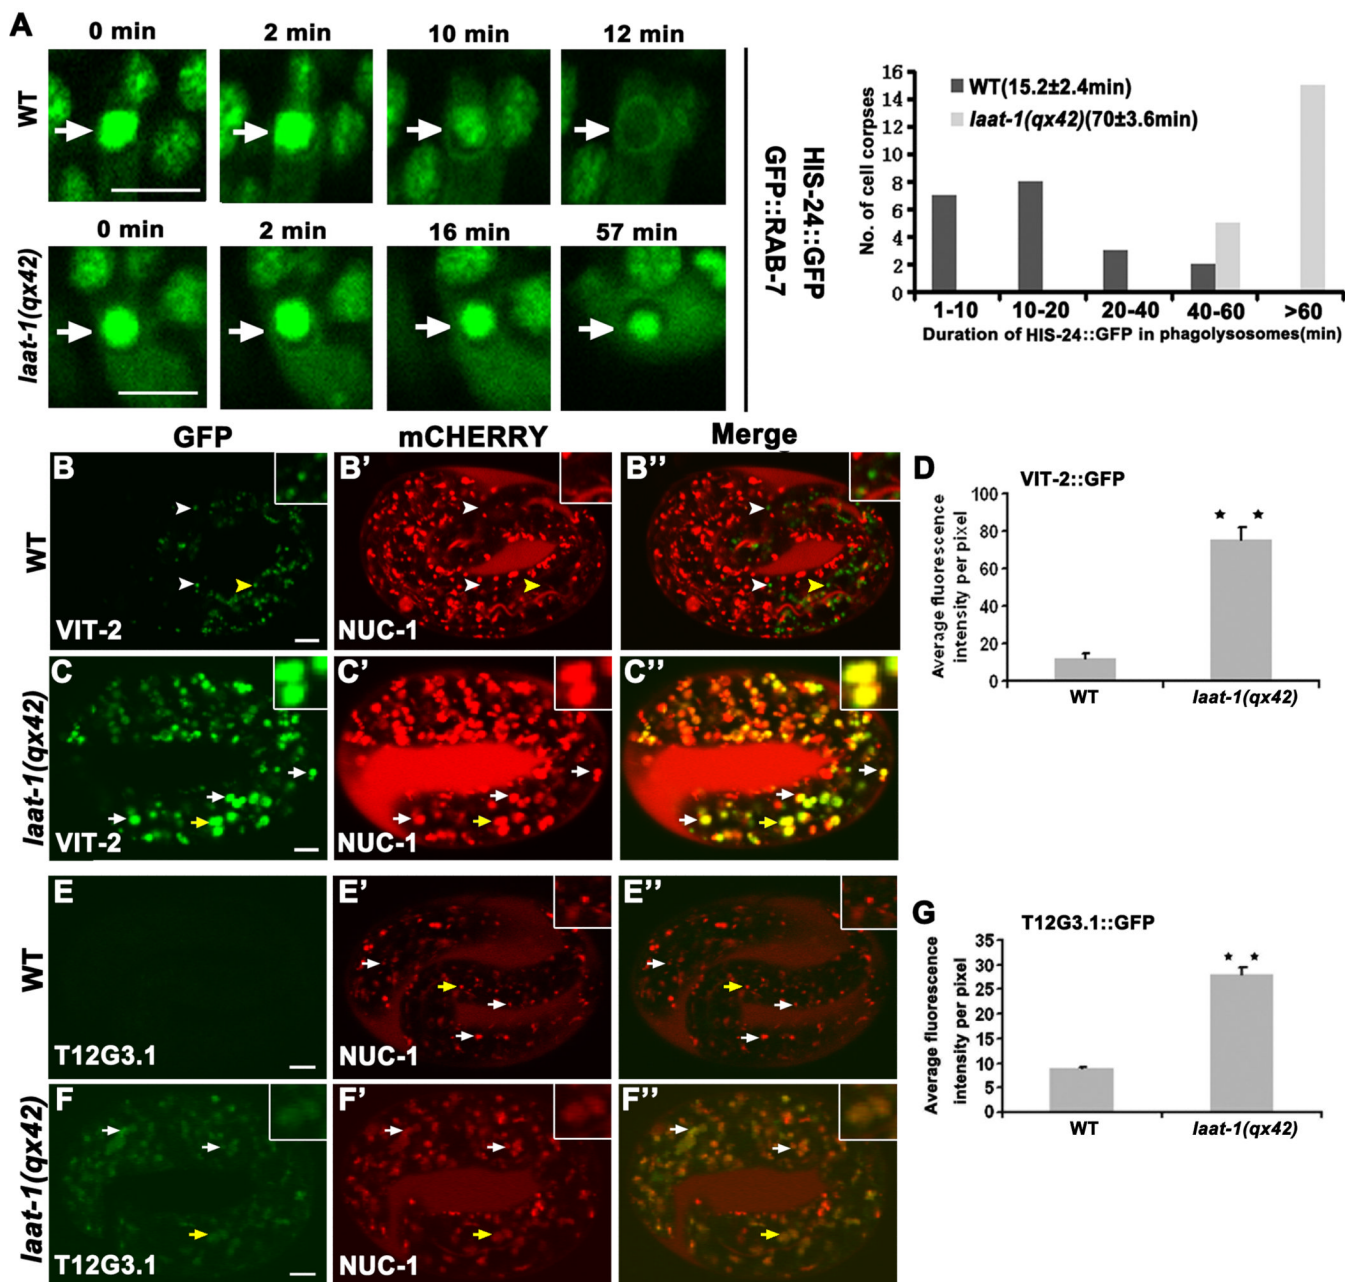 A
0 min 2 min 10 min 12 min
WT
0 min 2 min 16 min 57 min
laat-1(qx42)
HIS-24::GFP
GFP::RAB-7
16
14
12
10
8
6
4
2
0
No. of cell corpses
WT(15.2±2.4min)
laat-1(qx42)(70±3.6min)
1-10 10-20 20-40 40-60 >60
Duration of HIS-24::GFP in phagolysosomes(min)
GFP mCHERRY Merge
WT
B B’ B’’
VIT-2 NUC-1
laat-1(qx42)
C C’ C’’
VIT-2 NUC-1
D
VIT-2::GFP
Average fluorescence
intensity per pixel
100
80
60
40
20
0
★ ★
WT laat-1(qx42)
WT
E E’ E’’
T12G3.1 NUC-1
laat-1(qx42)
F F’ F’’
T12G3.1 NUC-1
G
T12G3.1::GFP
Average fluorescence
intensity per pixel
35
30
25
20
15
10
5
0
★ ★
WT laat-1(qx42)